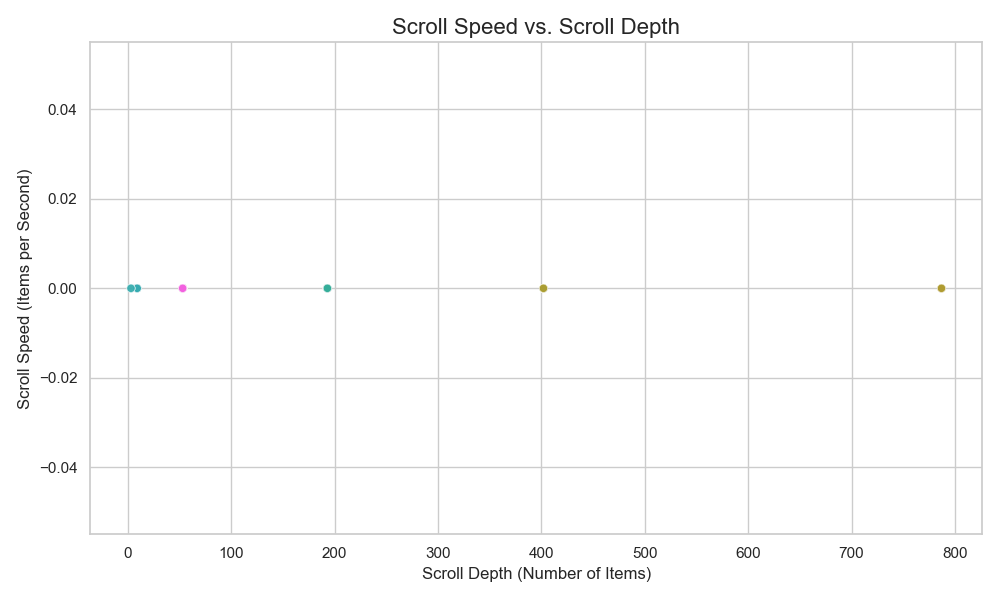 Scroll Speed vs. Scroll Depth
Scroll Speed (Items per Second)
0.04
0.02
0.00
−0.02
−0.04
0 100 200 300 400 500 600 700 800
Scroll Depth (Number of Items)